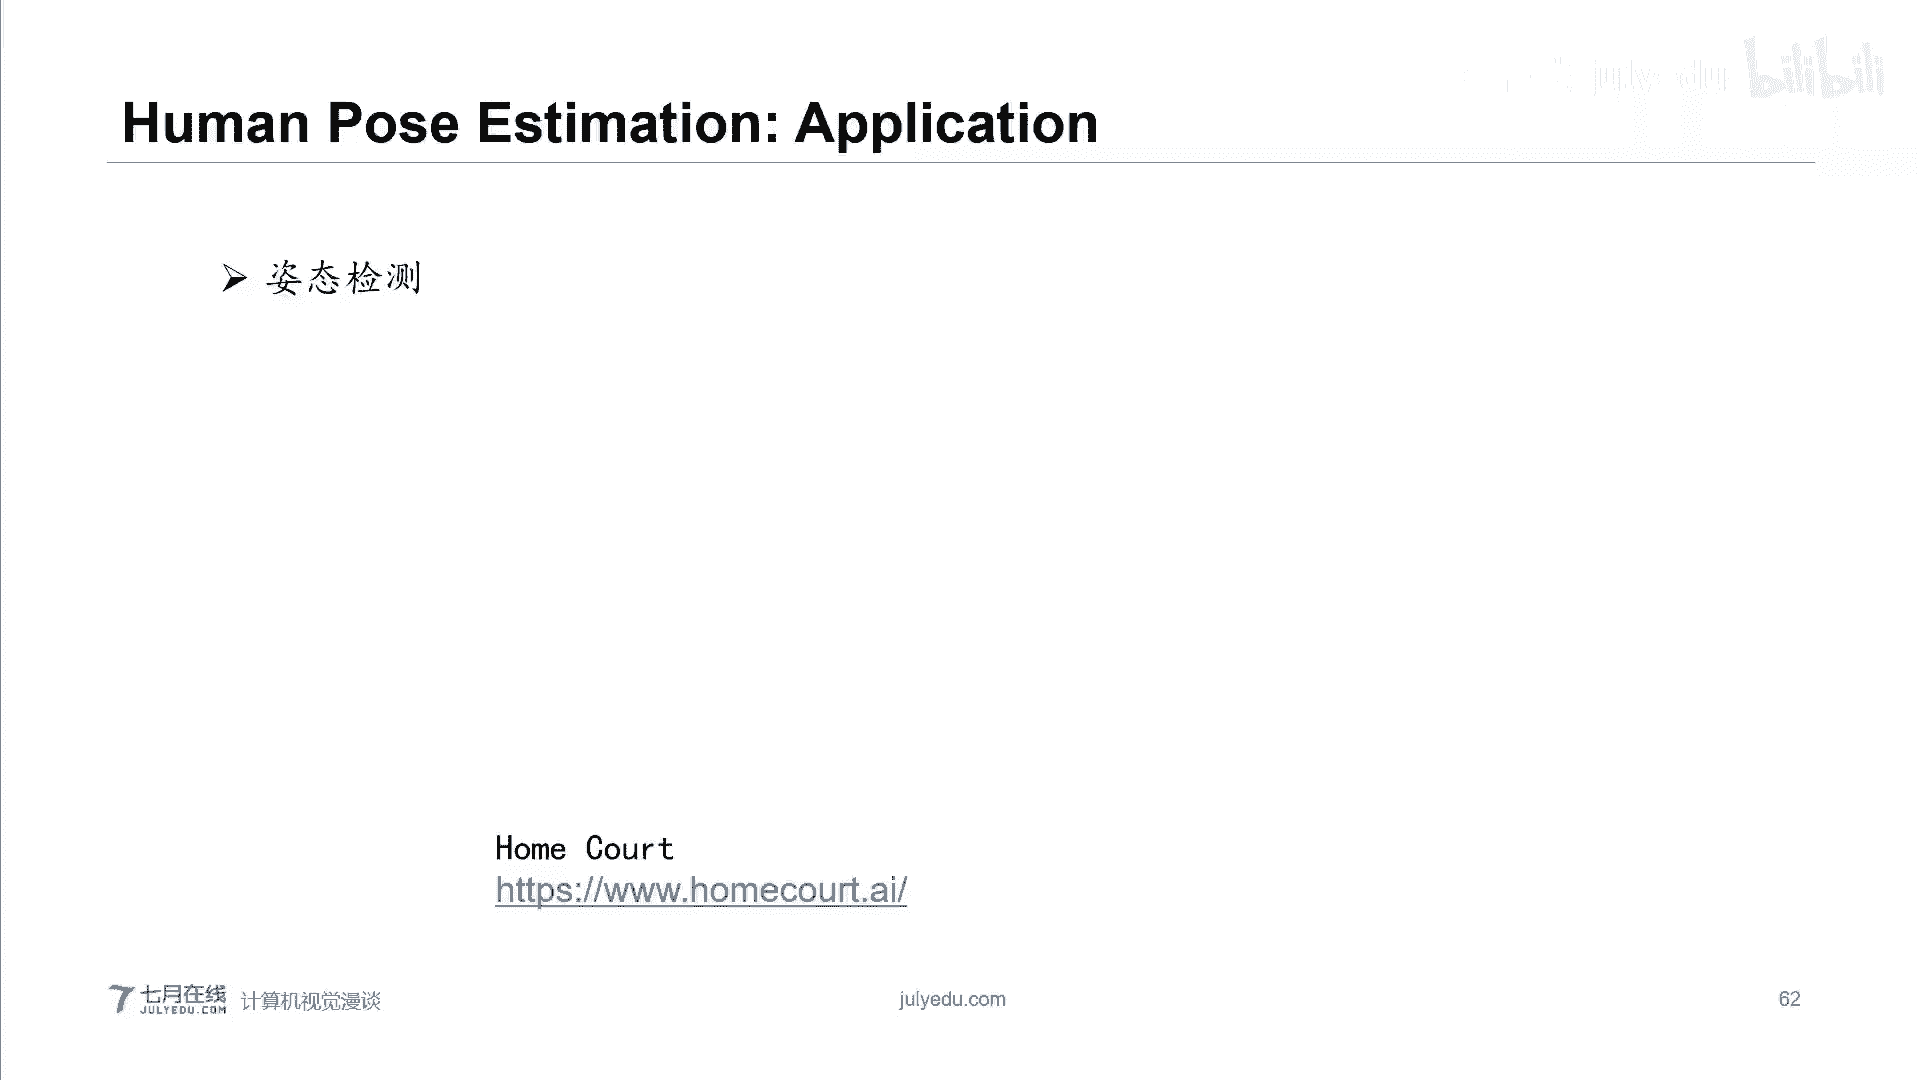 julyedu bilibili
Human Pose Estimation: Application
➢ 姿态检测
Home Court
https://www.homecourt.ai/
七月在线
JULYEDU.COM
计算机视觉漫谈
julyedu.com
62